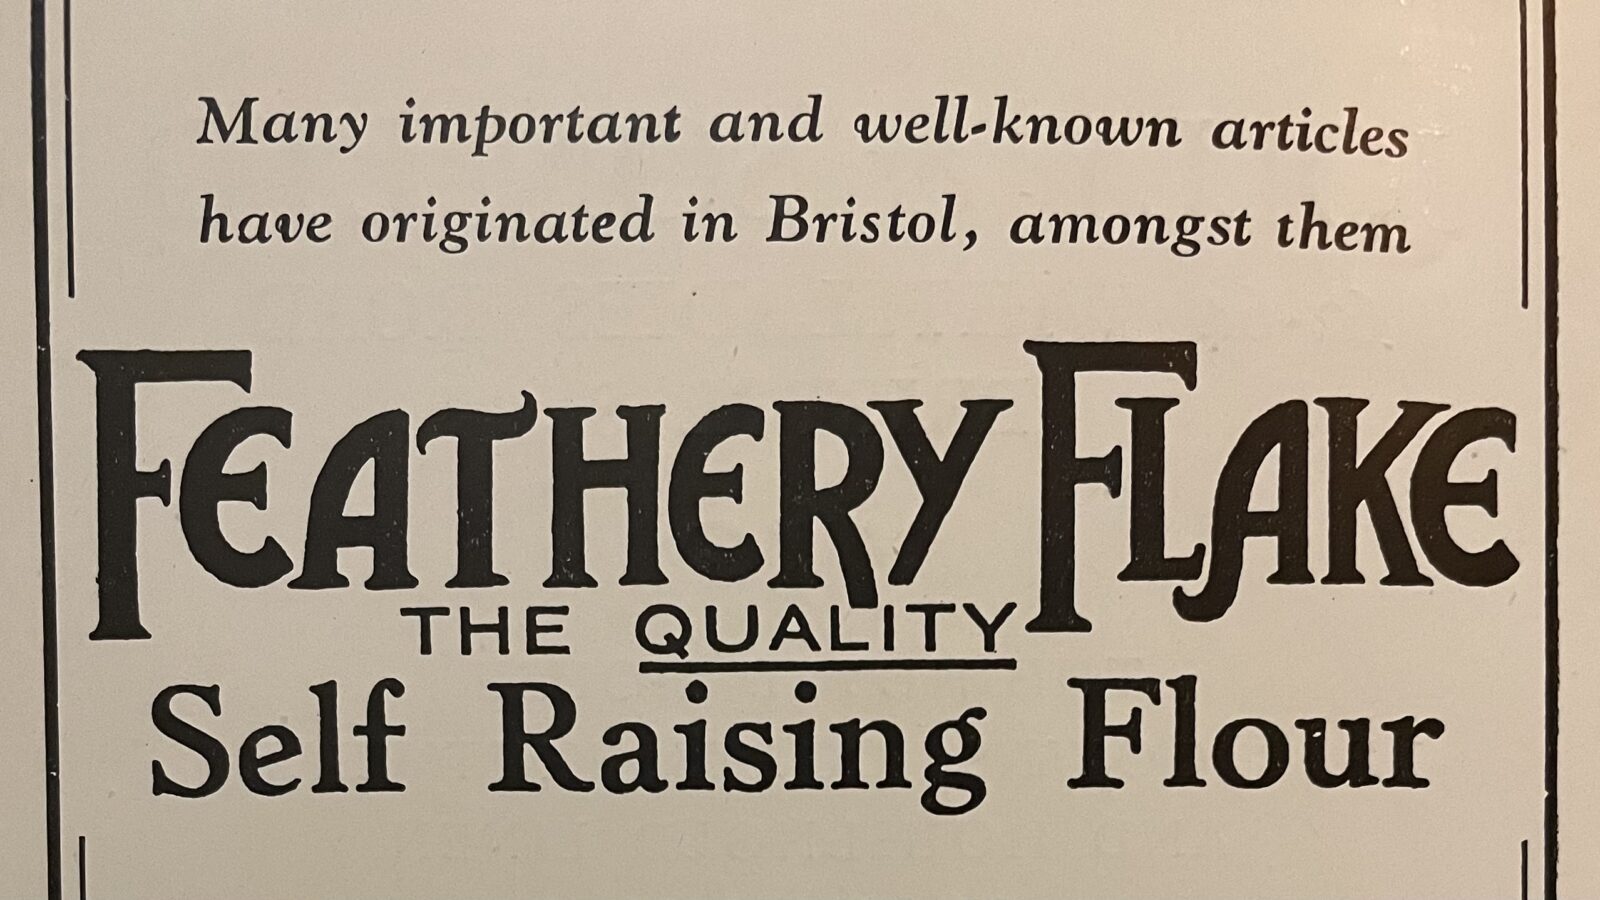 Many important and well-known articles
have originated in Bristol, amongst them
FEATHERY FLAKE
THE QUALITY
Self Raising Flour